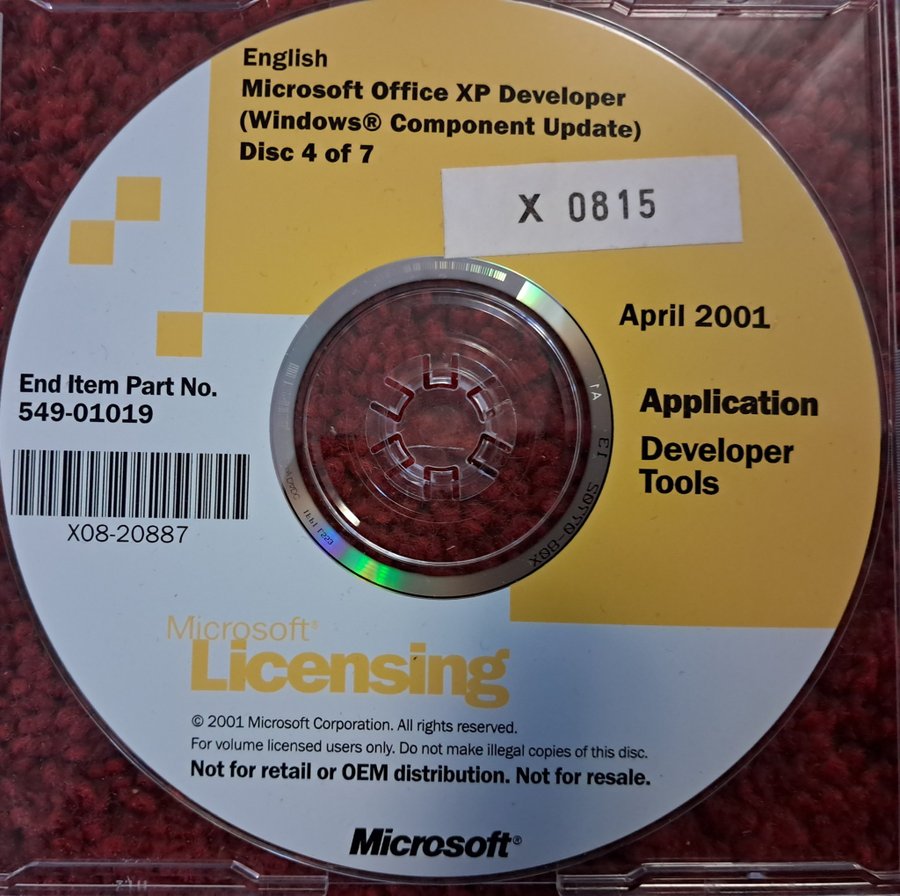 English
Microsoft Office XP Developer
(Windows® Component Update)
Disc 4 of 7
X 0815
April 2001
End Item Part No.
549-01019
Application
Developer
Tools
X08-20887
Microsoft®
Licensing
© 2001 Microsoft Corporation. All rights reserved.
For volume licensed users only. Do not make illegal copies of this disc.
Not for retail or OEM distribution. Not for resale.
Microsoft®